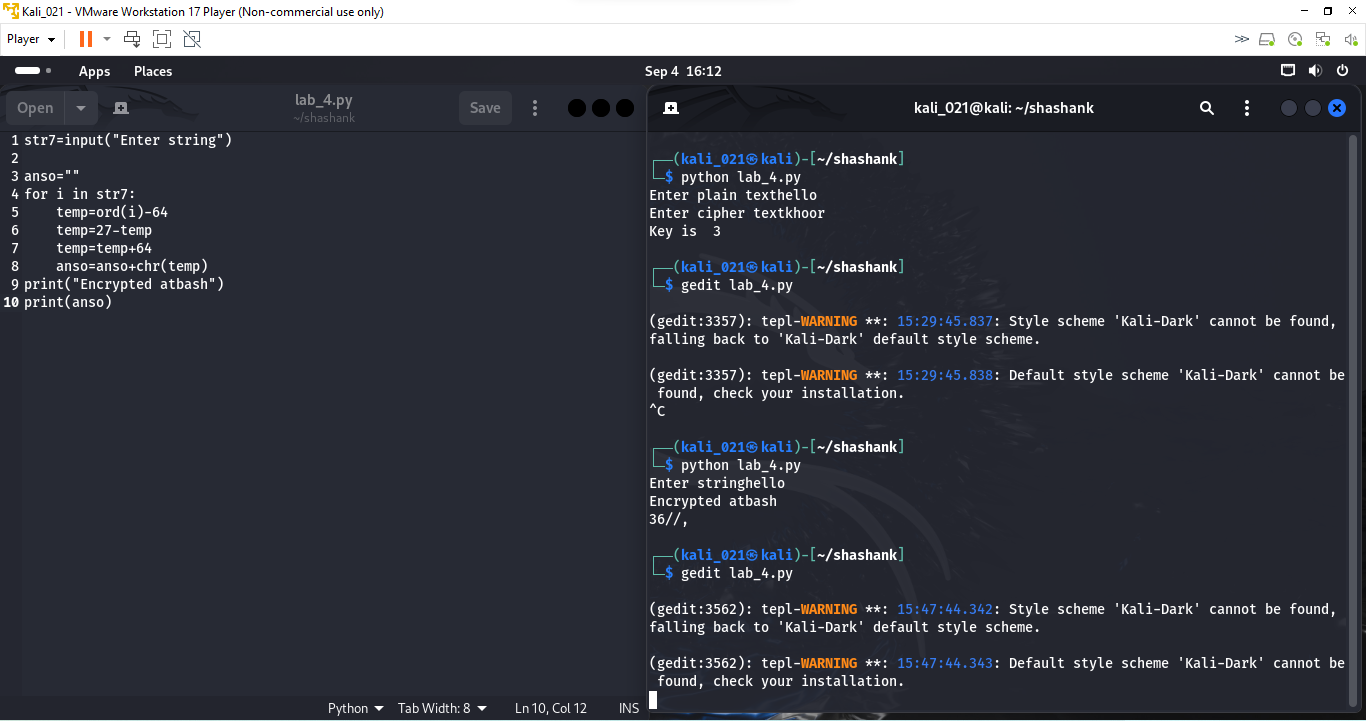 Kali_021 - VMware Workstation 17 Player (Non-commercial use only)
Player
Apps Places Sep 4 16:12
Open lab_4.py Save
~/shashank
1 str7=input("Enter string")
2
3 anso=""
4 for i in str7:
5     temp=ord(i)-64
6     temp=27-temp
7     temp=temp+64
8     anso=anso+chr(temp)
9 print("Encrypted atbash")
10 print(anso)
Python Tab Width: 8 Ln 10, Col 12 INS
kali_021@kali: ~/shashank
┌──(kali_021㉿kali)-[~/shashank]
└─$ python lab_4.py
Enter plain texthello
Enter cipher textkhoor
Key is  3
┌──(kali_021㉿kali)-[~/shashank]
└─$ gedit lab_4.py
(gedit:3357): tepl-WARNING **: 15:29:45.837: Style scheme 'Kali-Dark' cannot be found,
falling back to 'Kali-Dark' default style scheme.
(gedit:3357): tepl-WARNING **: 15:29:45.838: Default style scheme 'Kali-Dark' cannot be
 found, check your installation.
^C
┌──(kali_021㉿kali)-[~/shashank]
└─$ python lab_4.py
Enter stringhello
Encrypted atbash
36//,
┌──(kali_021㉿kali)-[~/shashank]
└─$ gedit lab_4.py
(gedit:3562): tepl-WARNING **: 15:47:44.342: Style scheme 'Kali-Dark' cannot be found,
falling back to 'Kali-Dark' default style scheme.
(gedit:3562): tepl-WARNING **: 15:47:44.343: Default style scheme 'Kali-Dark' cannot be
 found, check your installation.